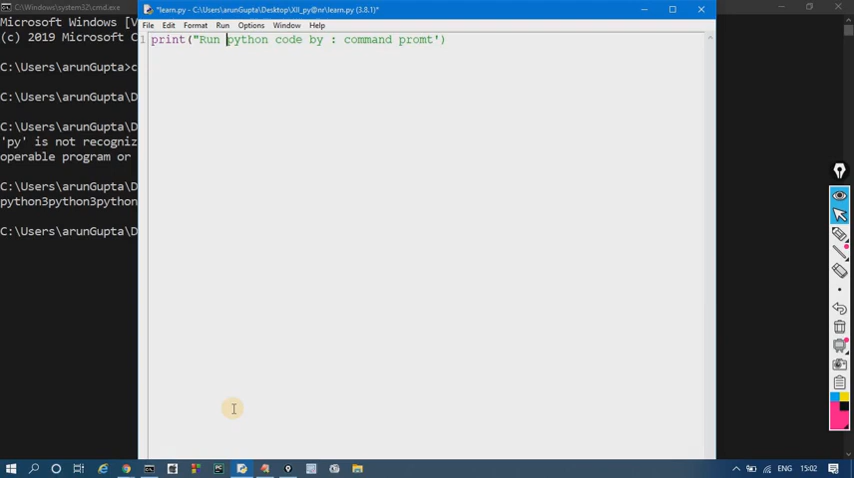 C:\Windows\system32\cmd.exe
Microsoft Windows [V
(c) 2019 Microsoft C
C:\Users\arunGupta>c
C:\Users\arunGupta\D
C:\Users\arunGupta\D
'py' is not recogniz
operable program or
C:\Users\arunGupta\D
python3python3python
C:\Users\arunGupta\D
*learn.py - C:\Users\arunGupta\Desktop\XII_py@nr\learn.py (3.8.1)*
File Edit Format Run Options Window Help
1 print("Run python code by : command promt')
ENG 15:02